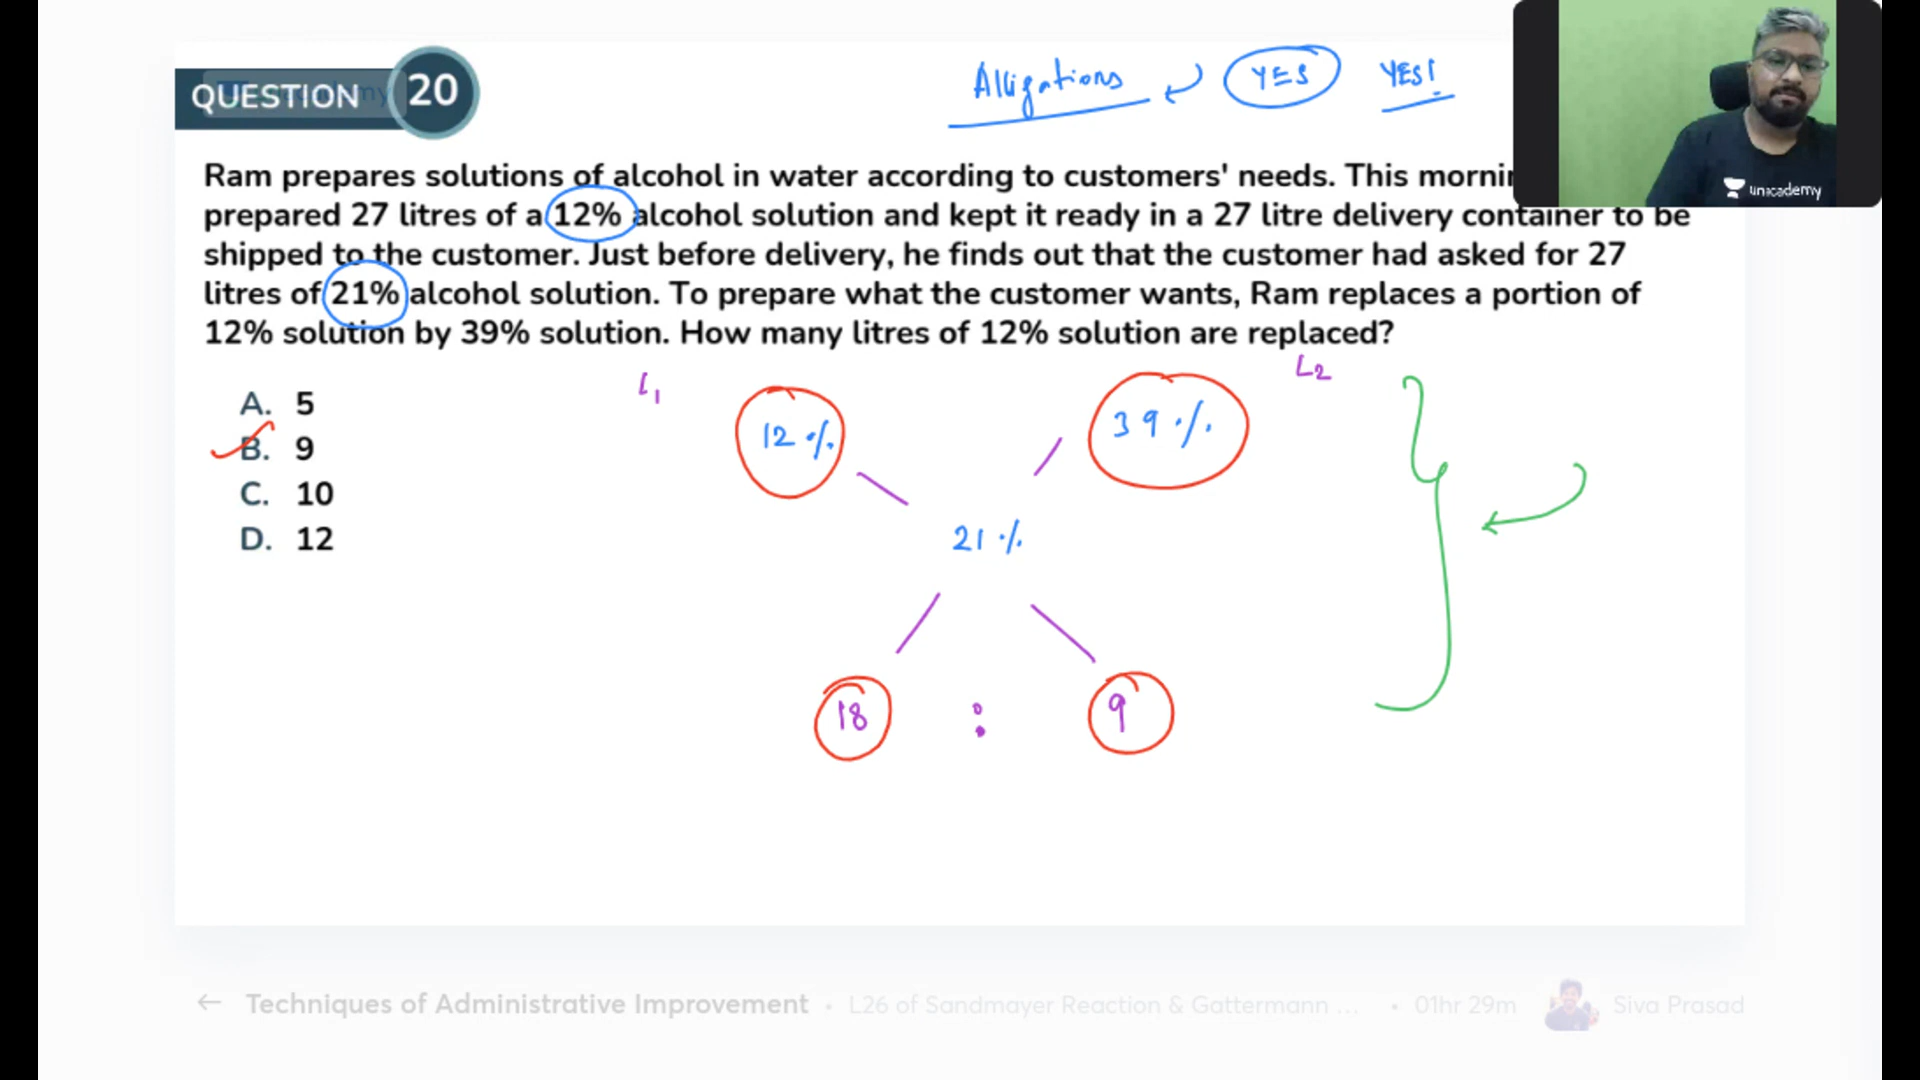 QUESTION 20
Alligations YES YES!
Ram prepares solutions of alcohol in water according to customers' needs. This mornin
prepared 27 litres of a 12% alcohol solution and kept it ready in a 27 litre delivery container to be
shipped to the customer. Just before delivery, he finds out that the customer had asked for 27
litres of 21% alcohol solution. To prepare what the customer wants, Ram replaces a portion of
12% solution by 39% solution. How many litres of 12% solution are replaced?
unacademy
A. 5
B. 9
C. 10
D. 12
L1 L2
12% 39%
21%
18 : 9
← Techniques of Administrative Improvement • L26 of Sandmayer Reaction & Gattermann ... • 01hr 29m Siva Prasad